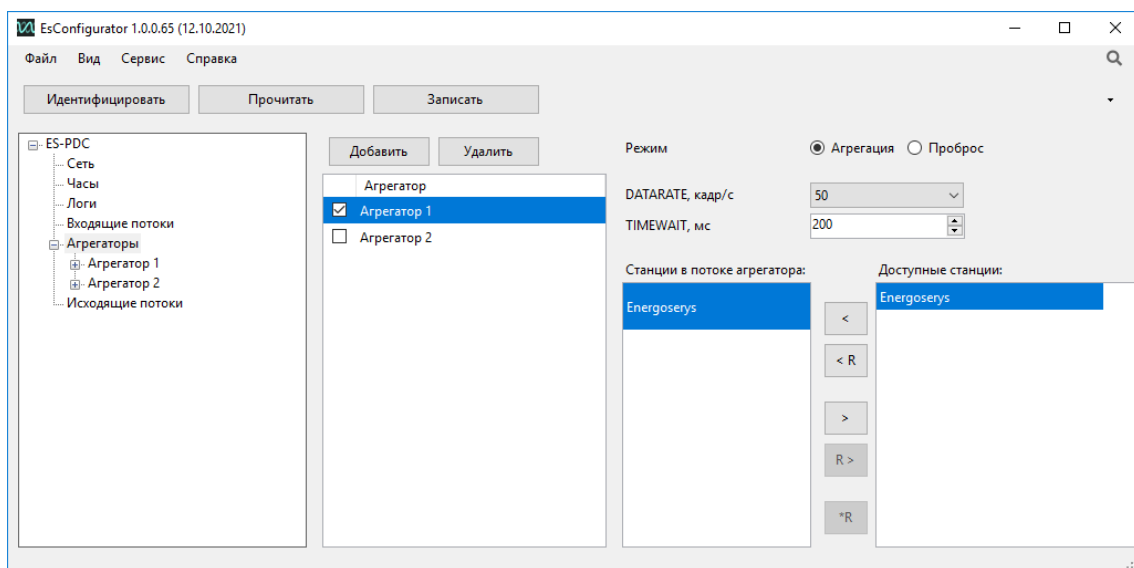 EsConfigurator 1.0.0.65 (12.10.2021)
Файл Вид Сервис Справка
Идентифицировать Прочитать Записать
ES-PDC
Сеть
Часы
Логи
Входящие потоки
Агрегаторы
Агрегатор 1
Агрегатор 2
Исходящие потоки
Добавить Удалить
Агрегатор
Агрегатор 1
Агрегатор 2
Режим Агрегация Проброс
DATARATE, кадр/с 50
TIMEWAIT, мс 200
Станции в потоке агрегатора: Доступные станции:
Energoserys Energoserys
<
< R
>
R >
*R